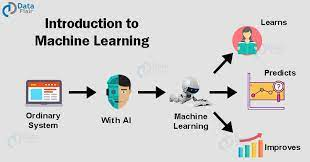 Data
Flair
Introduction to
Machine Learning
Learns
Predicts
Ordinary
System
With AI
Machine
Learning
Improves